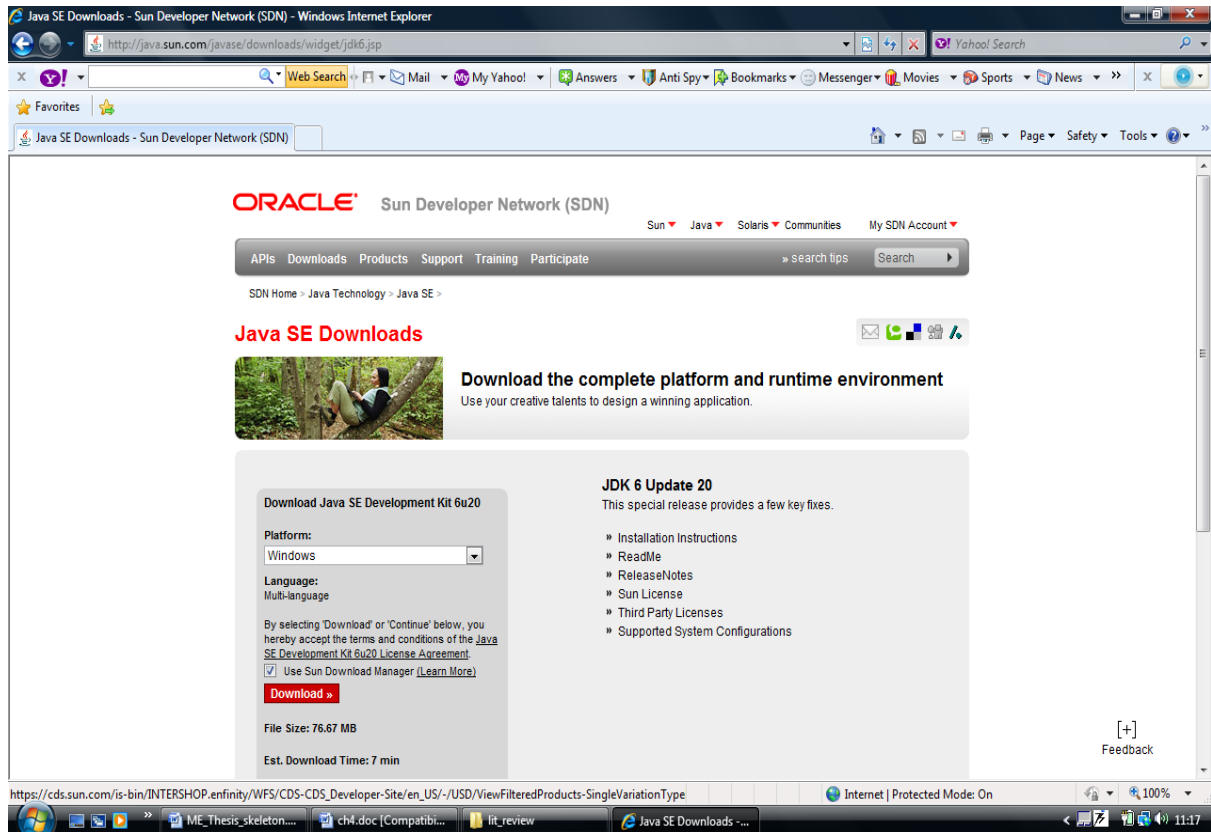 Java SE Downloads - Sun Developer Network (SDN) - Windows Internet Explorer
http://java.sun.com/javase/downloads/widget/jdk6.jsp
Yahoo! Search
Web Search Mail My Yahoo! Answers Anti Spy Bookmarks Messenger Movies Sports News
Favorites
Java SE Downloads - Sun Developer Network (SDN)
Page Safety Tools
ORACLE Sun Developer Network (SDN)
Sun Java Solaris Communities My SDN Account
APIs Downloads Products Support Training Participate » search tips Search
SDN Home > Java Technology > Java SE >
Java SE Downloads
Download the complete platform and runtime environment
Use your creative talents to design a winning application.
Download Java SE Development Kit 6u20
Platform:
Windows
Language:
Multi-language
By selecting 'Download' or 'Continue' below, you
hereby accept the terms and conditions of the Java
SE Development Kit 6u20 License Agreement.
Use Sun Download Manager (Learn More)
Download »
File Size: 76.67 MB
Est. Download Time: 7 min
JDK 6 Update 20
This special release provides a few key fixes.
» Installation Instructions
» ReadMe
» ReleaseNotes
» Sun License
» Third Party Licenses
» Supported System Configurations
[+]
Feedback
https://cds.sun.com/is-bin/INTERSHOP.enfinity/WFS/CDS-CDS_Developer-Site/en_US/-/USD/ViewFilteredProducts-SingleVariationType
Internet | Protected Mode: On
100%
ME_Thesis_skeleton.... ch4.doc [Compatibi... lit_review Java SE Downloads -... 11:17